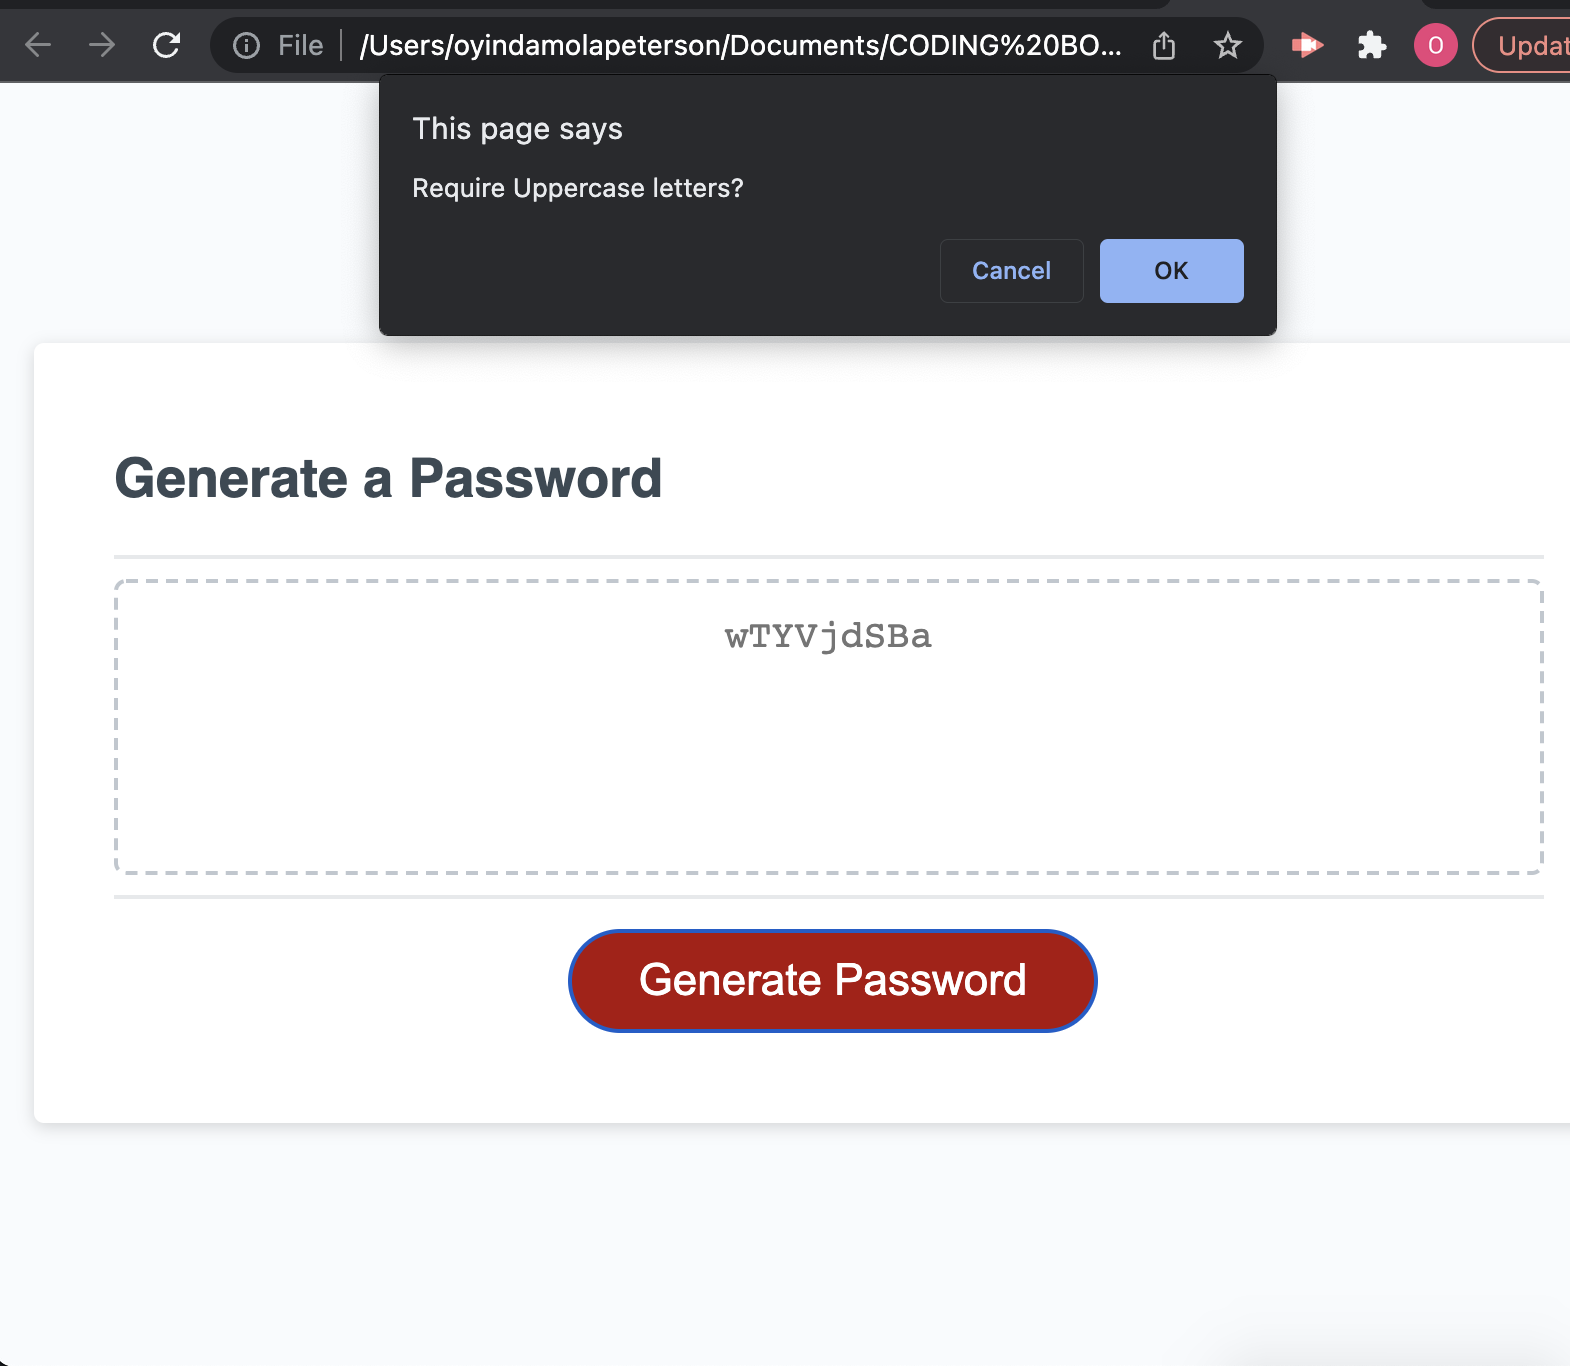 File /Users/oyindamolapeterson/Documents/CODING%20BO... O Updat
This page says
Require Uppercase letters?
Cancel OK
Generate a Password
wTYVjdSBa
Generate Password